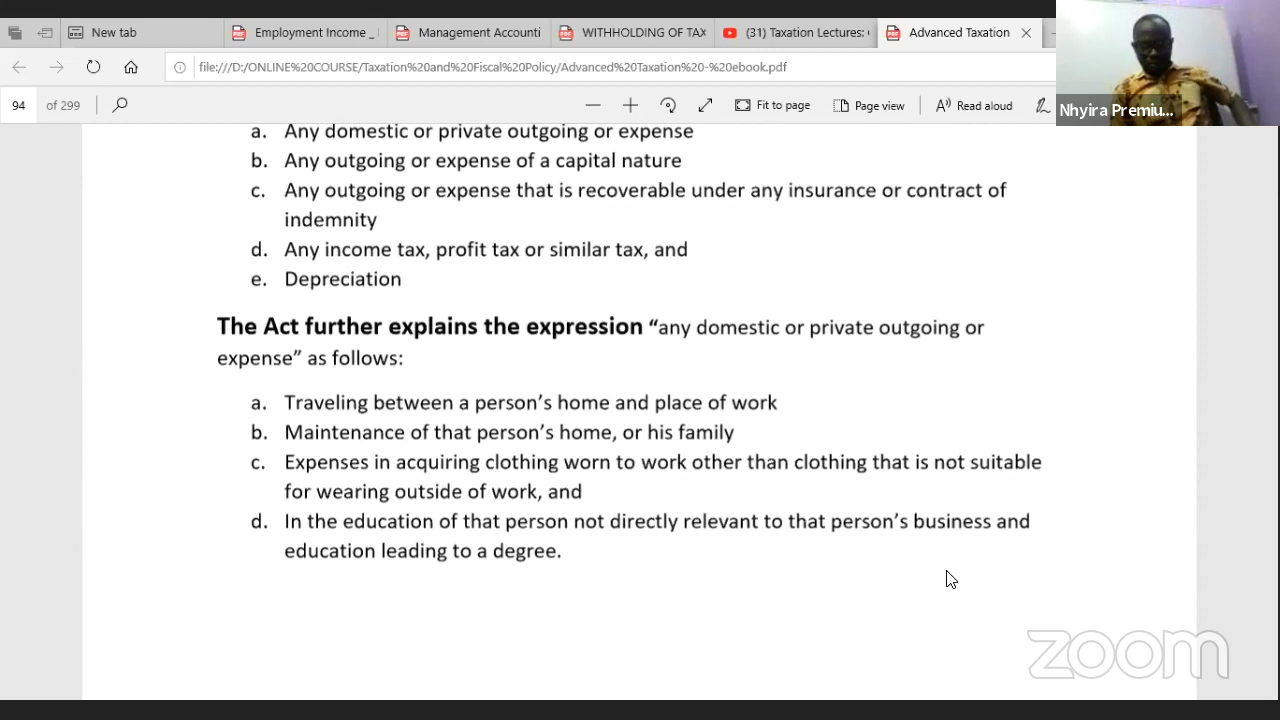 New tab
Employment Income _
Management Accounti
WITHHOLDING OF TAX
(31) Taxation Lectures:
Advanced Taxation
file:///D:/ONLINE%20COURSE/Taxation%20and%20Fiscal%20Policy/Advanced%20Taxation%20-%20ebook.pdf
94 of 299
Fit to page
Page view
Read aloud
Nhyira Premiu...
a. Any domestic or private outgoing or expense
b. Any outgoing or expense of a capital nature
c. Any outgoing or expense that is recoverable under any insurance or contract of
indemnity
d. Any income tax, profit tax or similar tax, and
e. Depreciation
The Act further explains the expression “any domestic or private outgoing or
expense” as follows:
a. Traveling between a person’s home and place of work
b. Maintenance of that person’s home, or his family
c. Expenses in acquiring clothing worn to work other than clothing that is not suitable
for wearing outside of work, and
d. In the education of that person not directly relevant to that person’s business and
education leading to a degree.
zoom